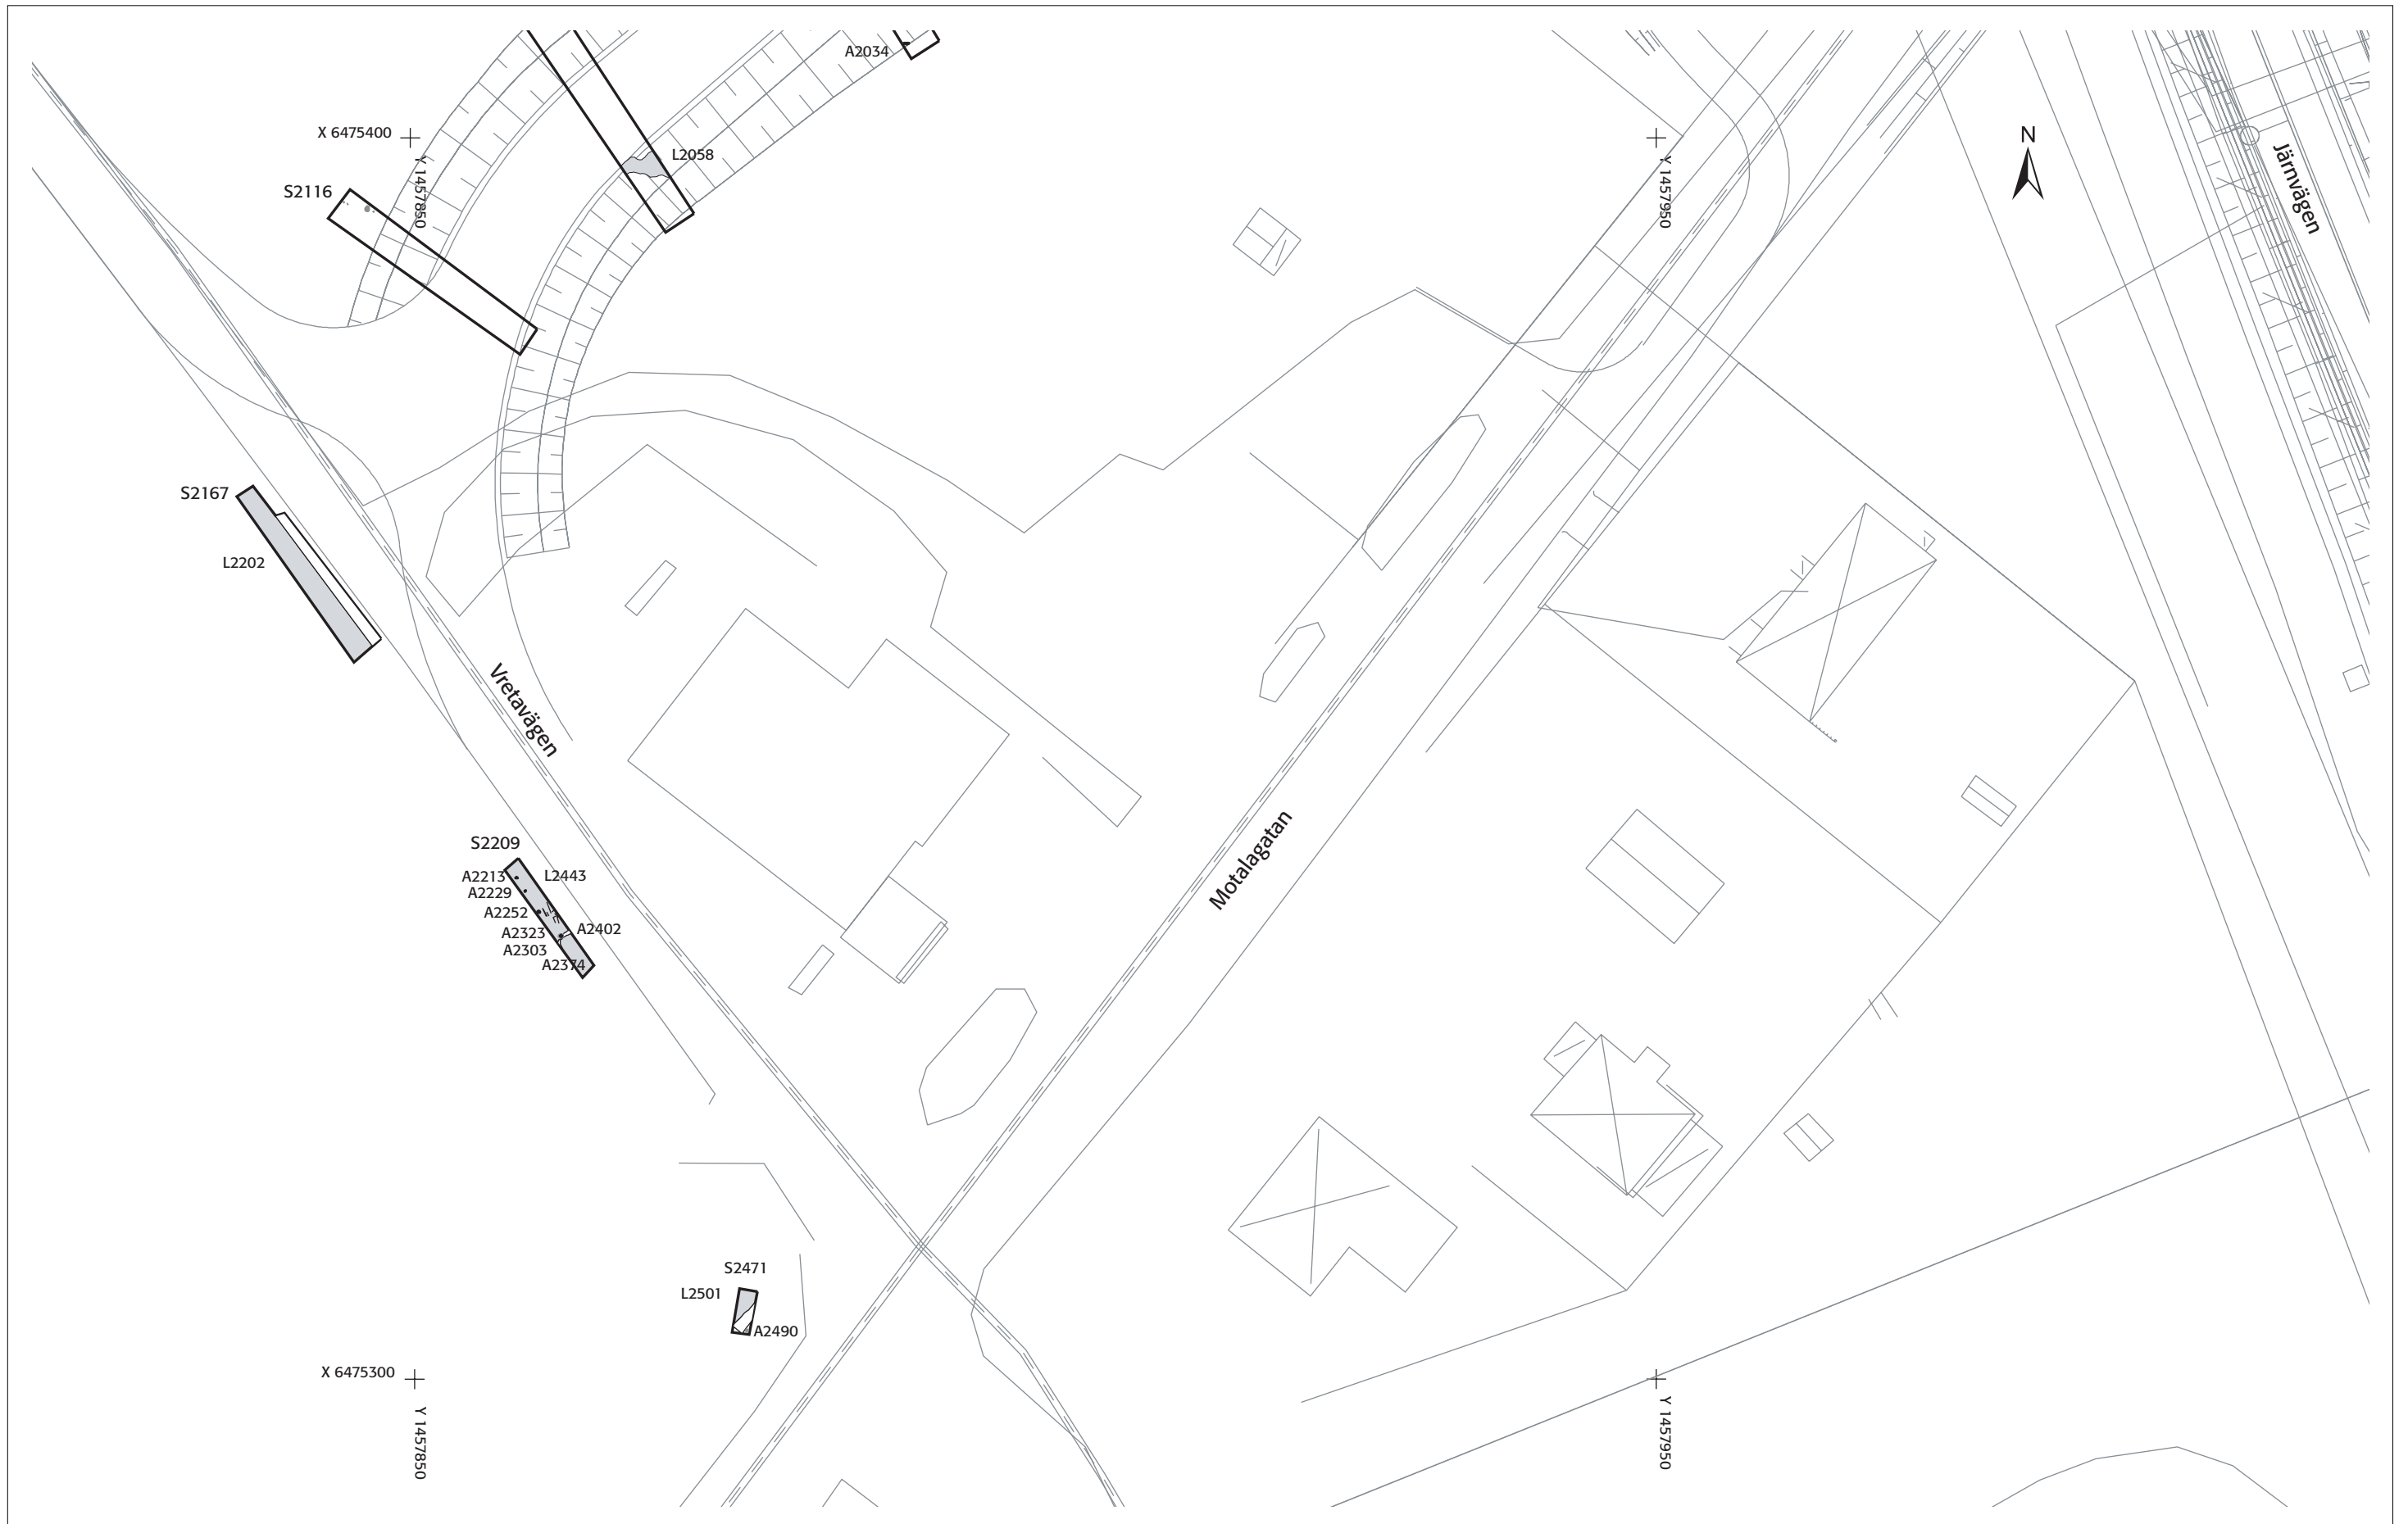 A2034
N
X 6475400
Y 1457850
Y 1457950
Järnvägen
L2058
S2116
S2167
L2202
Vretavägen
Motalagatan
S2209
A2213
L2443
A2229
A2252
A2323
A2402
A2303
A2374
S2471
L2501
A2490
X 6475300
Y 1457850
Y 1457950